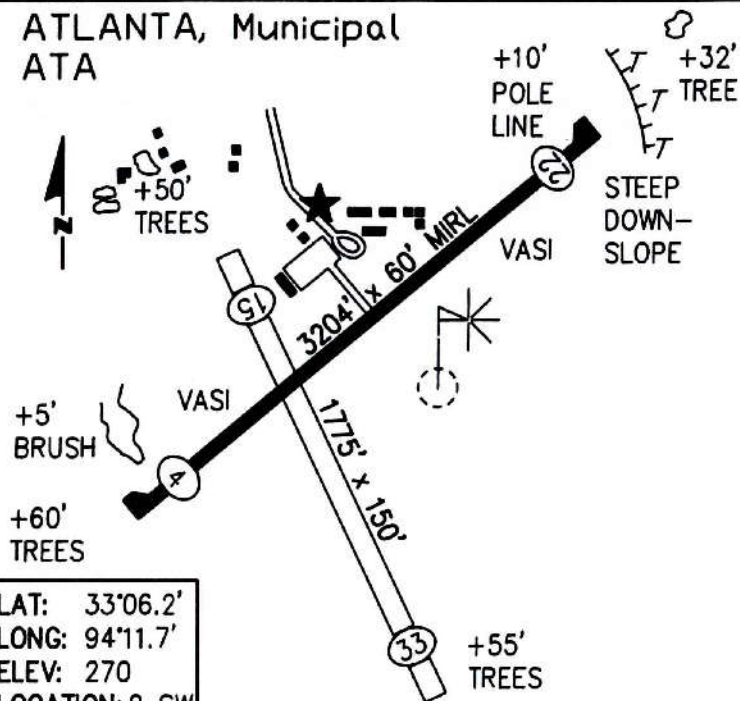 ATLANTA, Municipal
ATA
+10'
POLE
LINE
+32'
TREE
T
T
T
+50'
TREES
22
STEEP
DOWN-
SLOPE
N
VASI
15
3204' x 60' MIRL
VASI
1775' x 150'
+5'
BRUSH
4
+60'
TREES
33
+55'
TREES
LAT: 33°06.2'
LONG: 94°11.7'
ELEV: 270